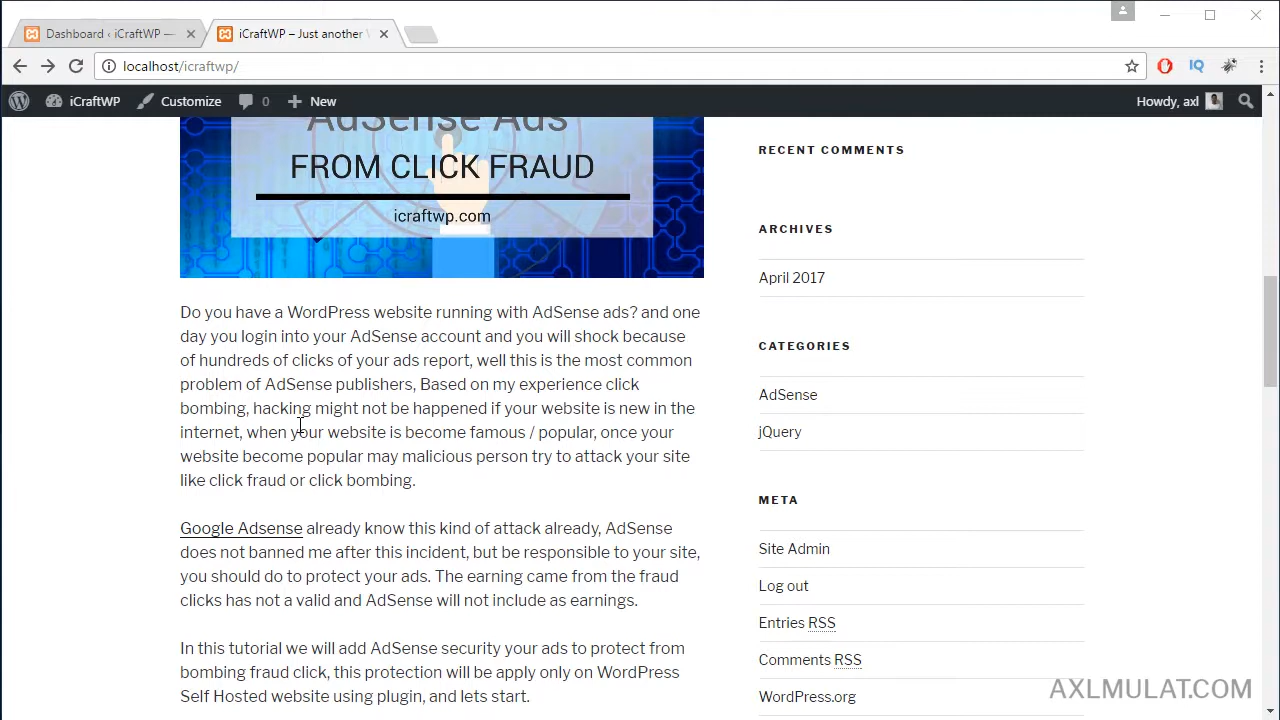 Dashboard ‹ iCraftWP —
iCraftWP – Just another
localhost/icraftwp/
IQ
iCraftWP
Customize
0
New
Howdy, axl
AdSense Ads
FROM CLICK FRAUD
icraftwp.com
Do you have a WordPress website running with AdSense ads? and one
day you login into your AdSense account and you will shock because
of hundreds of clicks of your ads report, well this is the most common
problem of AdSense publishers, Based on my experience click
bombing, hacking might not be happened if your website is new in the
internet, when your website is become famous / popular, once your
website become popular may malicious person try to attack your site
like click fraud or click bombing.
Google Adsense already know this kind of attack already, AdSense
does not banned me after this incident, but be responsible to your site,
you should do to protect your ads. The earning came from the fraud
clicks has not a valid and AdSense will not include as earnings.
In this tutorial we will add AdSense security your ads to protect from
bombing fraud click, this protection will be apply only on WordPress
Self Hosted website using plugin, and lets start.
RECENT COMMENTS
ARCHIVES
April 2017
CATEGORIES
AdSense
jQuery
META
Site Admin
Log out
Entries RSS
Comments RSS
WordPress.org
AXLMULAT.COM